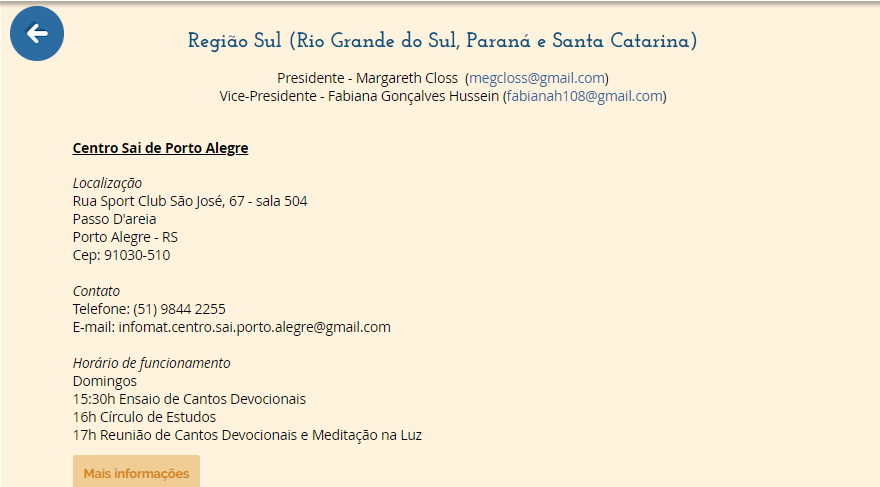 Região Sul (Rio Grande do Sul, Paraná e Santa Catarina)
Presidente - Margareth Closs (megcloss@gmail.com)
Vice-Presidente - Fabiana Gonçalves Hussein (fabianah108@gmail.com)
Centro Sai de Porto Alegre
Localização
Rua Sport Club São José, 67 - sala 504
Passo D'areia
Porto Alegre - RS
Cep: 91030-510
Contato
Telefone: (51) 9844 2255
E-mail: infomat.centro.sai.porto.alegre@gmail.com
Horário de funcionamento
Domingos
15:30h Ensaio de Cantos Devocionais
16h Círculo de Estudos
17h Reunião de Cantos Devocionais e Meditação na Luz
Mais informações